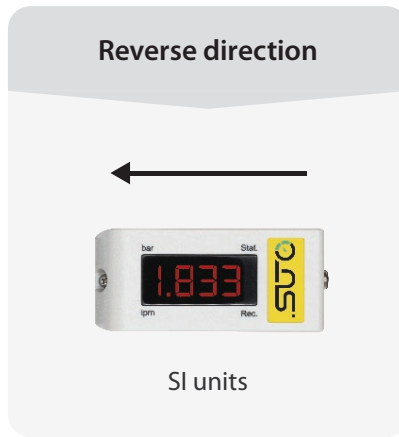 Reverse direction
bar Stat.
1.833
lpm Rec.
SUTO
SI units